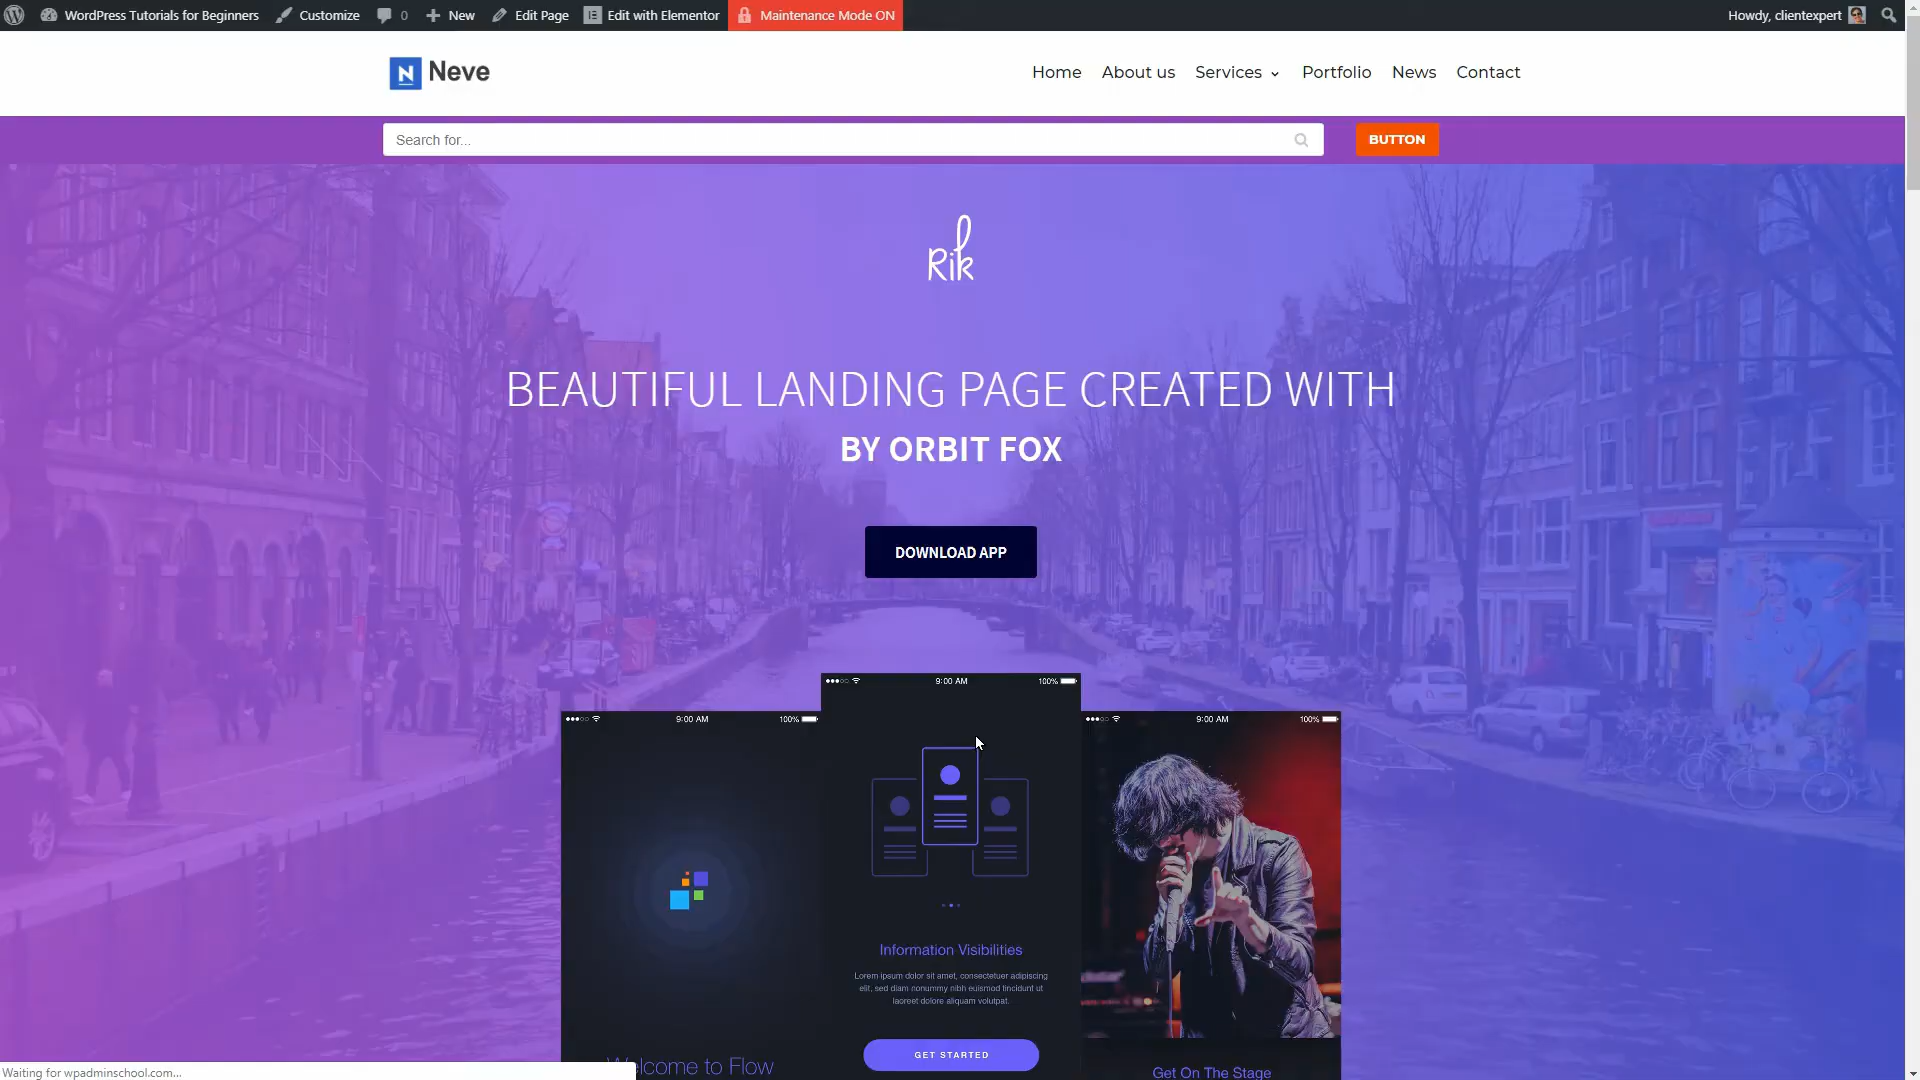 WordPress Tutorials for Beginners Customize 0 New Edit Page Edit with Elementor Maintenance Mode ON Howdy, clientexpert
N Neve Home About us Services Portfolio News Contact
Search for... BUTTON
Rik
BEAUTIFUL LANDING PAGE CREATED WITH
BY ORBIT FOX
DOWNLOAD APP
9:00 AM 100%
9:00 AM 100%
9:00 AM 100%
Information Visibilities
Lorem ipsum dolor sit amet, consectetuer adipiscing
elit, sed diam nonummy nibh euismod tincidunt ut
laoreet dolore aliquam volutpat.
GET STARTED
Welcome to Flow
Get On The Stage
Waiting for wpadminschool.com...